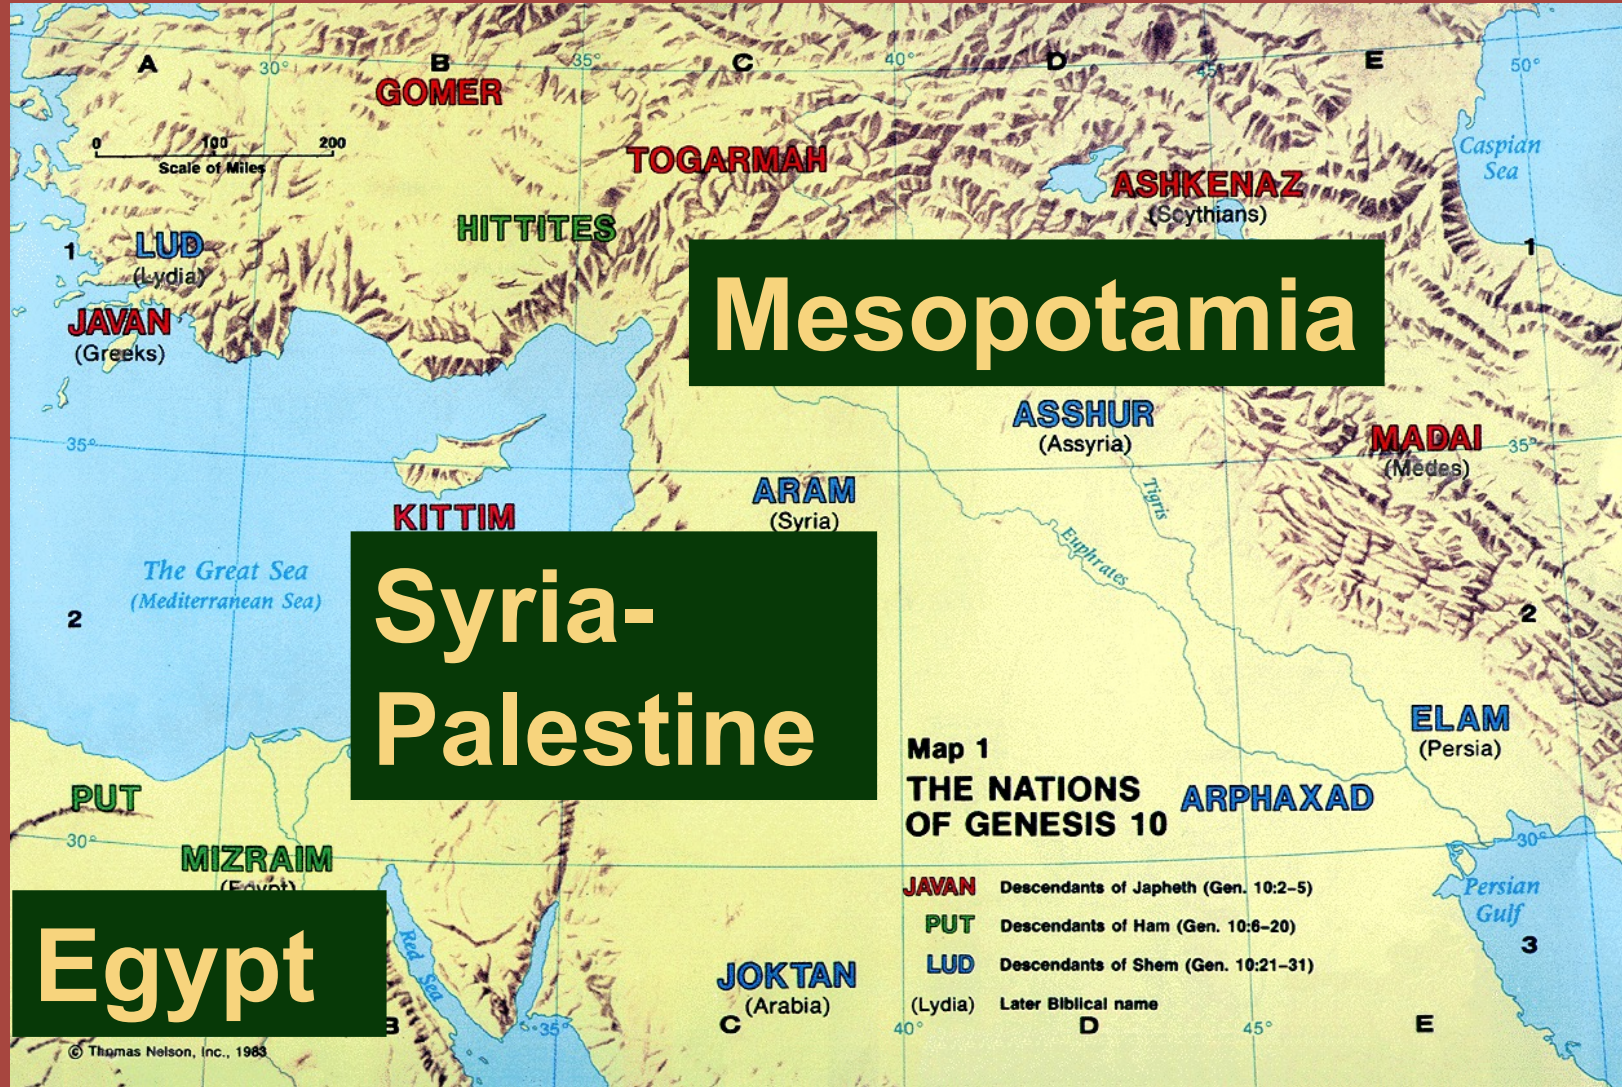 A B C D E
30° 35° 40° 45° 50°
GOMER
0 100 200
Scale of Miles
TOGARMAH
Caspian
Sea
ASHKENAZ
(Scythians)
HITTITES
1 LUD 1
(Lydia)
Mesopotamia
JAVAN
(Greeks)
ASSHUR
(Assyria)
MADAI
(Medes)
35° 35°
ARAM
(Syria)
Tigris
KITTIM
Euphrates
The Great Sea
(Mediterranean Sea)
2 2
Syria-
Palestine
ELAM
(Persia)
Map 1
THE NATIONS
OF GENESIS 10
ARPHAXAD
PUT
30° 30°
MIZRAIM
(Egypt)
JAVAN Descendants of Japheth (Gen. 10:2–5)
PUT Descendants of Ham (Gen. 10:6–20)
LUD Descendants of Shem (Gen. 10:21–31)
(Lydia) Later Biblical name
Persian
Gulf
3
Egypt
Red Sea
JOKTAN
(Arabia)
B C D E
35° 40° 45°
© Thomas Nelson, Inc., 1983